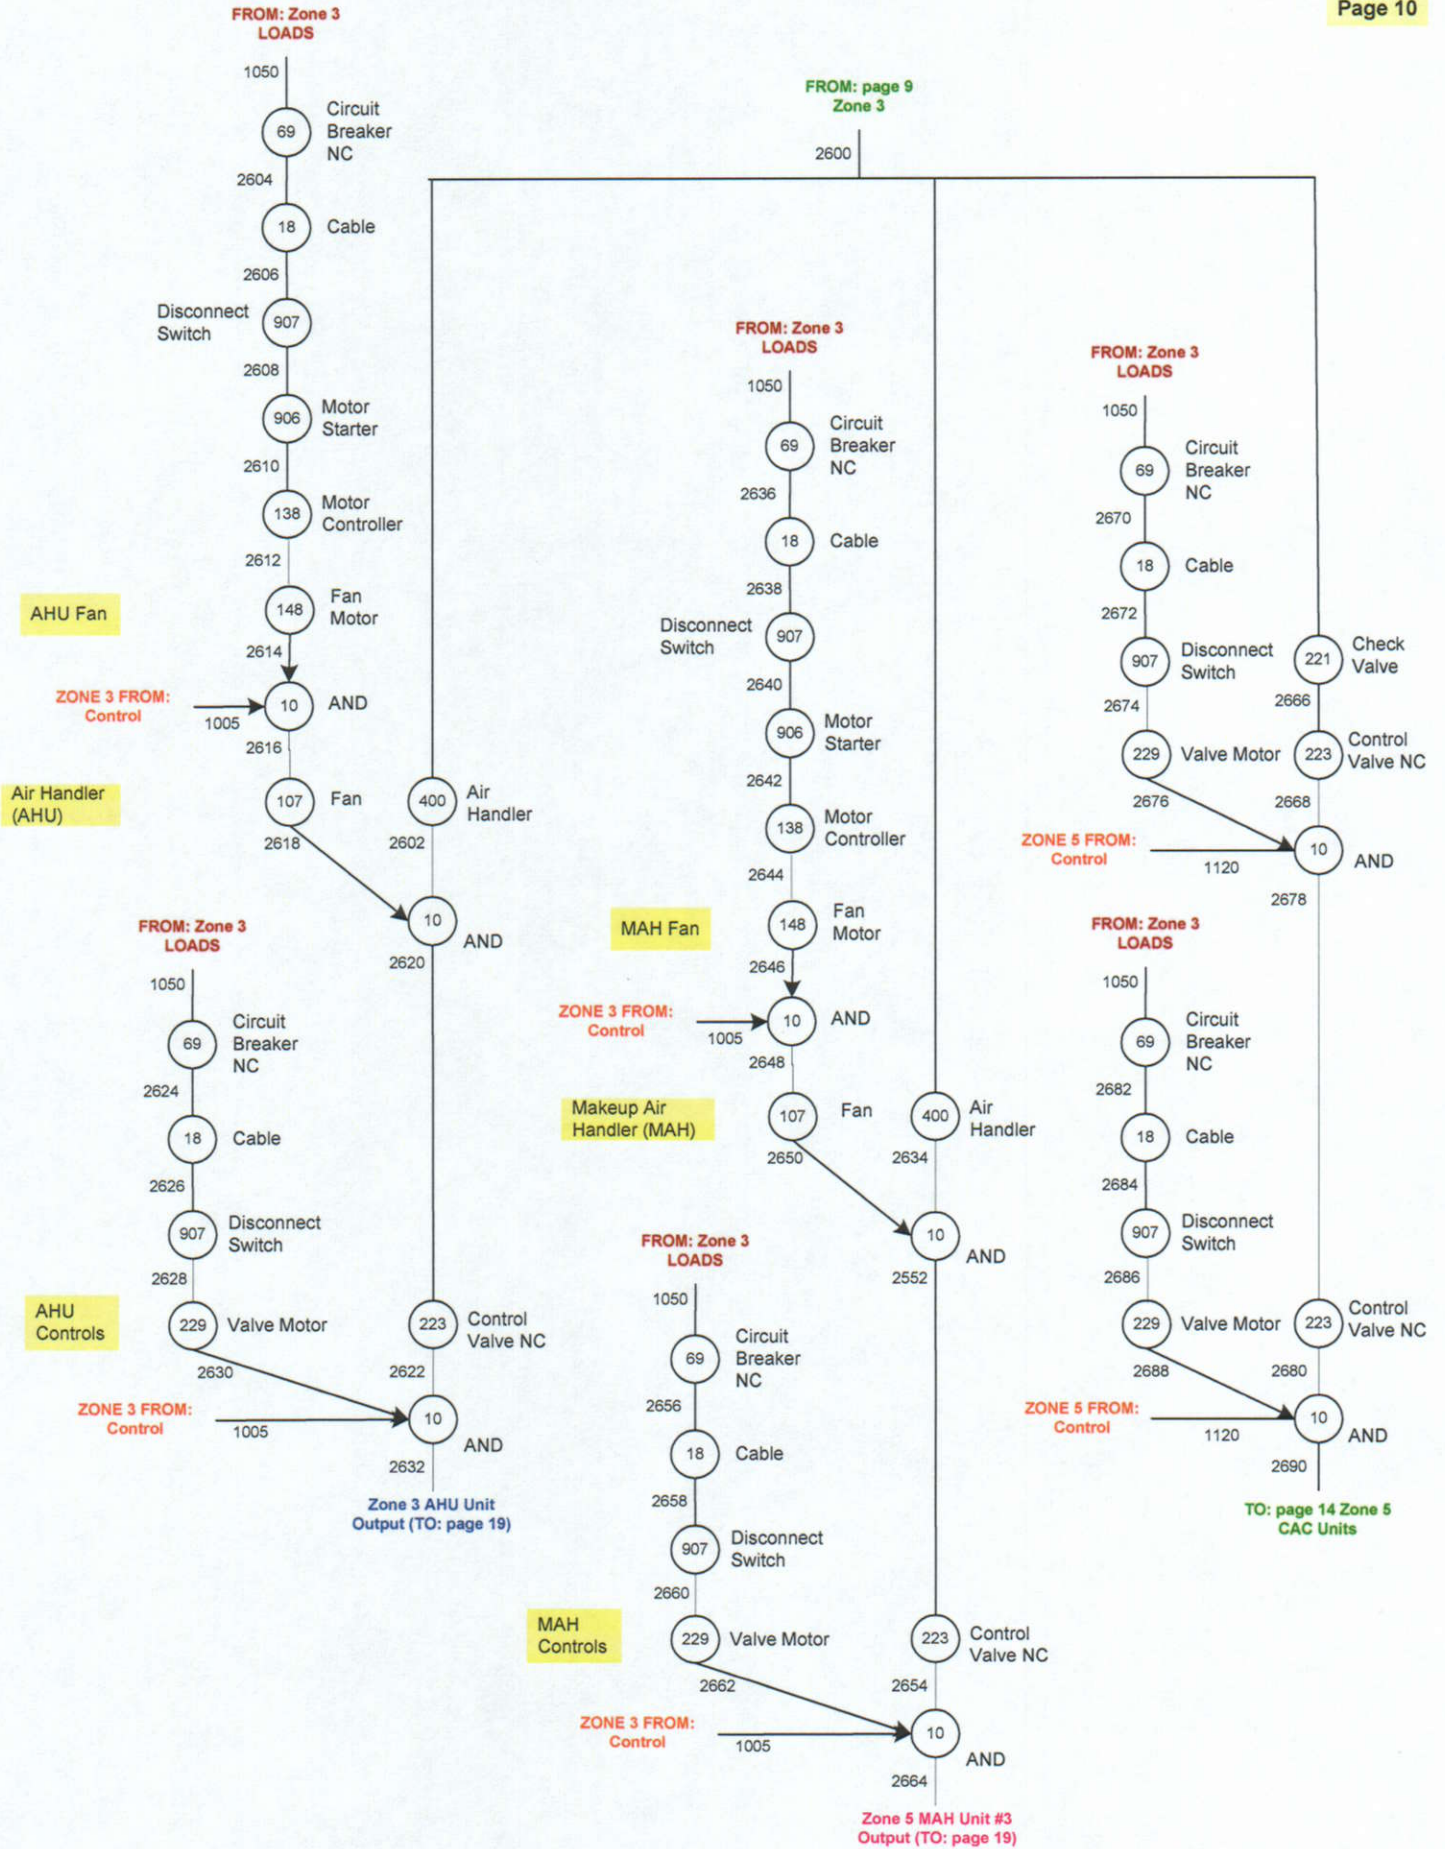 Page 10
FROM: Zone 3
LOADS
1050
69
Circuit
Breaker
NC
2604
18
Cable
2606
Disconnect
Switch
907
2608
906
Motor
Starter
2610
138
Motor
Controller
2612
AHU Fan
148
Fan
Motor
2614
ZONE 3 FROM:
Control
1005
10
AND
2616
Air Handler
(AHU)
107
Fan
2618
FROM: page 9
Zone 3
2600
400
Air
Handler
2602
10
AND
2620
FROM: Zone 3
LOADS
1050
69
Circuit
Breaker
NC
2624
18
Cable
2626
907
Disconnect
Switch
2628
AHU
Controls
229
Valve Motor
2630
223
Control
Valve NC
2622
ZONE 3 FROM:
Control
1005
10
AND
2632
Zone 3 AHU Unit
Output (TO: page 19)
FROM: Zone 3
LOADS
1050
69
Circuit
Breaker
NC
2636
18
Cable
2638
Disconnect
Switch
907
2640
906
Motor
Starter
2642
138
Motor
Controller
2644
MAH Fan
148
Fan
Motor
2646
ZONE 3 FROM:
Control
1005
10
AND
2648
Makeup Air
Handler (MAH)
107
Fan
2650
400
Air
Handler
2634
10
AND
2552
FROM: Zone 3
LOADS
1050
69
Circuit
Breaker
NC
2656
18
Cable
2658
907
Disconnect
Switch
2660
MAH
Controls
229
Valve Motor
2662
223
Control
Valve NC
2654
ZONE 3 FROM:
Control
1005
10
AND
2664
Zone 5 MAH Unit #3
Output (TO: page 19)
FROM: Zone 3
LOADS
1050
69
Circuit
Breaker
NC
2670
18
Cable
2672
907
Disconnect
Switch
2674
229
Valve Motor
2676
221
Check
Valve
2666
223
Control
Valve NC
2668
ZONE 5 FROM:
Control
1120
10
AND
2678
FROM: Zone 3
LOADS
1050
69
Circuit
Breaker
NC
2682
18
Cable
2684
907
Disconnect
Switch
2686
229
Valve Motor
2688
223
Control
Valve NC
2680
ZONE 5 FROM:
Control
1120
10
AND
2690
TO: page 14 Zone 5
CAC Units